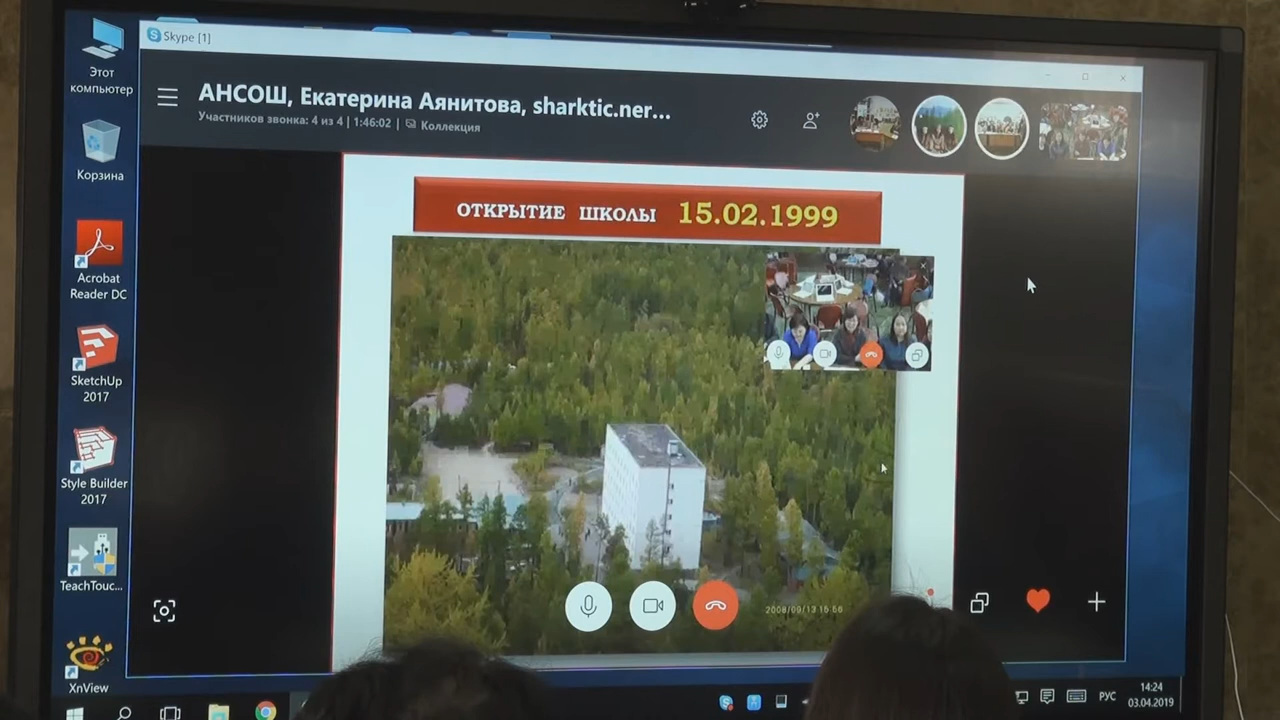 Skype [1]
АНСОШ, Екатерина Аянитова, sharktic.ner...
Участников звонка: 4 из 4 | 1:46:02 | Коллекция
Этот
компьютер
Корзина
Acrobat
Reader DC
SketchUp
2017
Style Builder
2017
TeachTouc...
XnView
ОТКРЫТИЕ ШКОЛЫ 15.02.1999
2008/09/13
РУС
14:24
03.04.2019